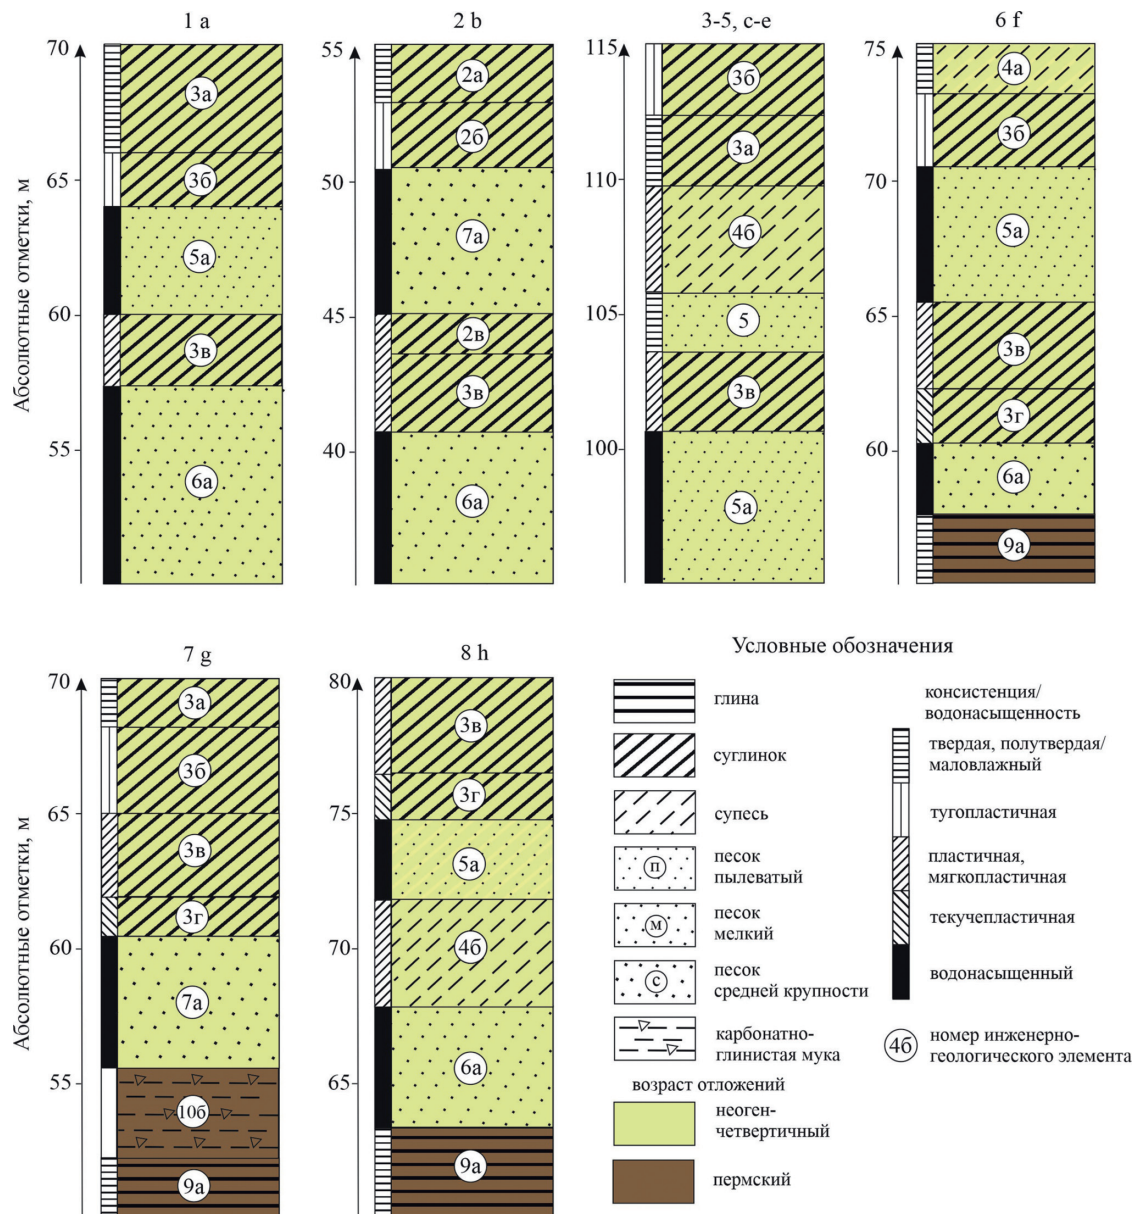 1 a
70
65
60
55
Абсолютные отметки, м
3а
3б
5а
3в
6а
2 b
55
50
45
40
2а
2б
7а
2в
3в
6а
3-5, c-e
115
110
105
100
3б
3а
4б
5
3в
5а
6 f
75
70
65
60
4а
3б
5а
3в
3г
6а
9а
7 g
70
65
60
55
Абсолютные отметки, м
3а
3б
3в
3г
7а
10б
9а
8 h
80
75
70
65
3в
3г
5а
4б
6а
9а
Условные обозначения
глина
суглинок
супесь
п
песок
пылеватый
м
песок
мелкий
с
песок
средней крупности
карбонатно-
глинистая мука
возраст отложений
неоген-
четвертичный
пермский
консистенция/
водонасыщенность
твердая, полутвердая/
маловлажный
тугопластичная
пластичная,
мягкопластичная
текучепластичная
водонасыщенный
4б
номер инженерно-
геологического элемента